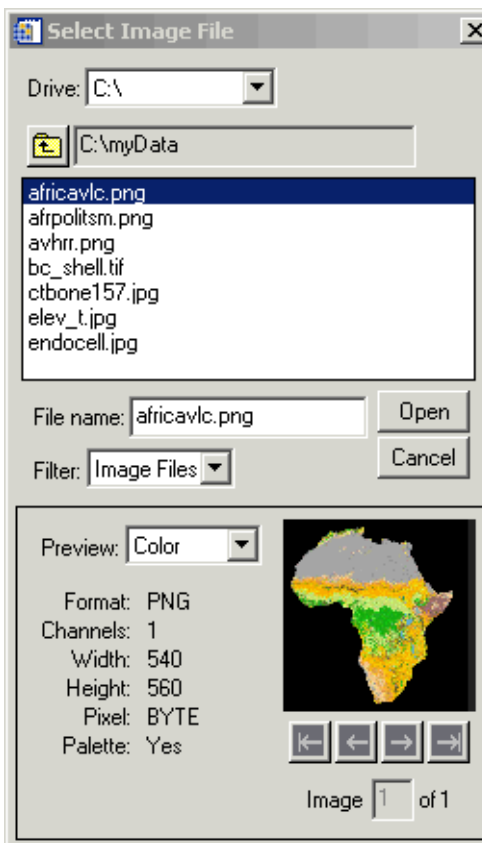 Select Image File
Drive: C:\
C:\myData
africavlc.png
afrpolitsm.png
avhrr.png
bc_shell.tif
ctbone157.jpg
elev_t.jpg
endocell.jpg
File name: africavlc.png Open
Filter: Image Files Cancel
Preview: Color
Format: PNG
Channels: 1
Width: 540
Height: 560
Pixel: BYTE
Palette: Yes
Image 1 of 1